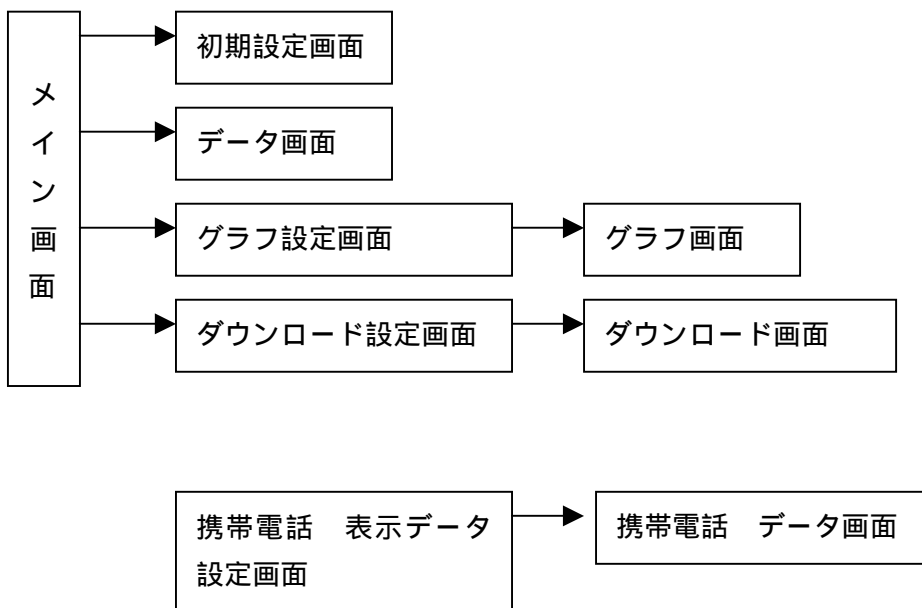 メイン画面
初期設定画面
データ画面
グラフ設定画面
グラフ画面
ダウンロード設定画面
ダウンロード画面
携帯電話　表示データ
設定画面
携帯電話　データ画面